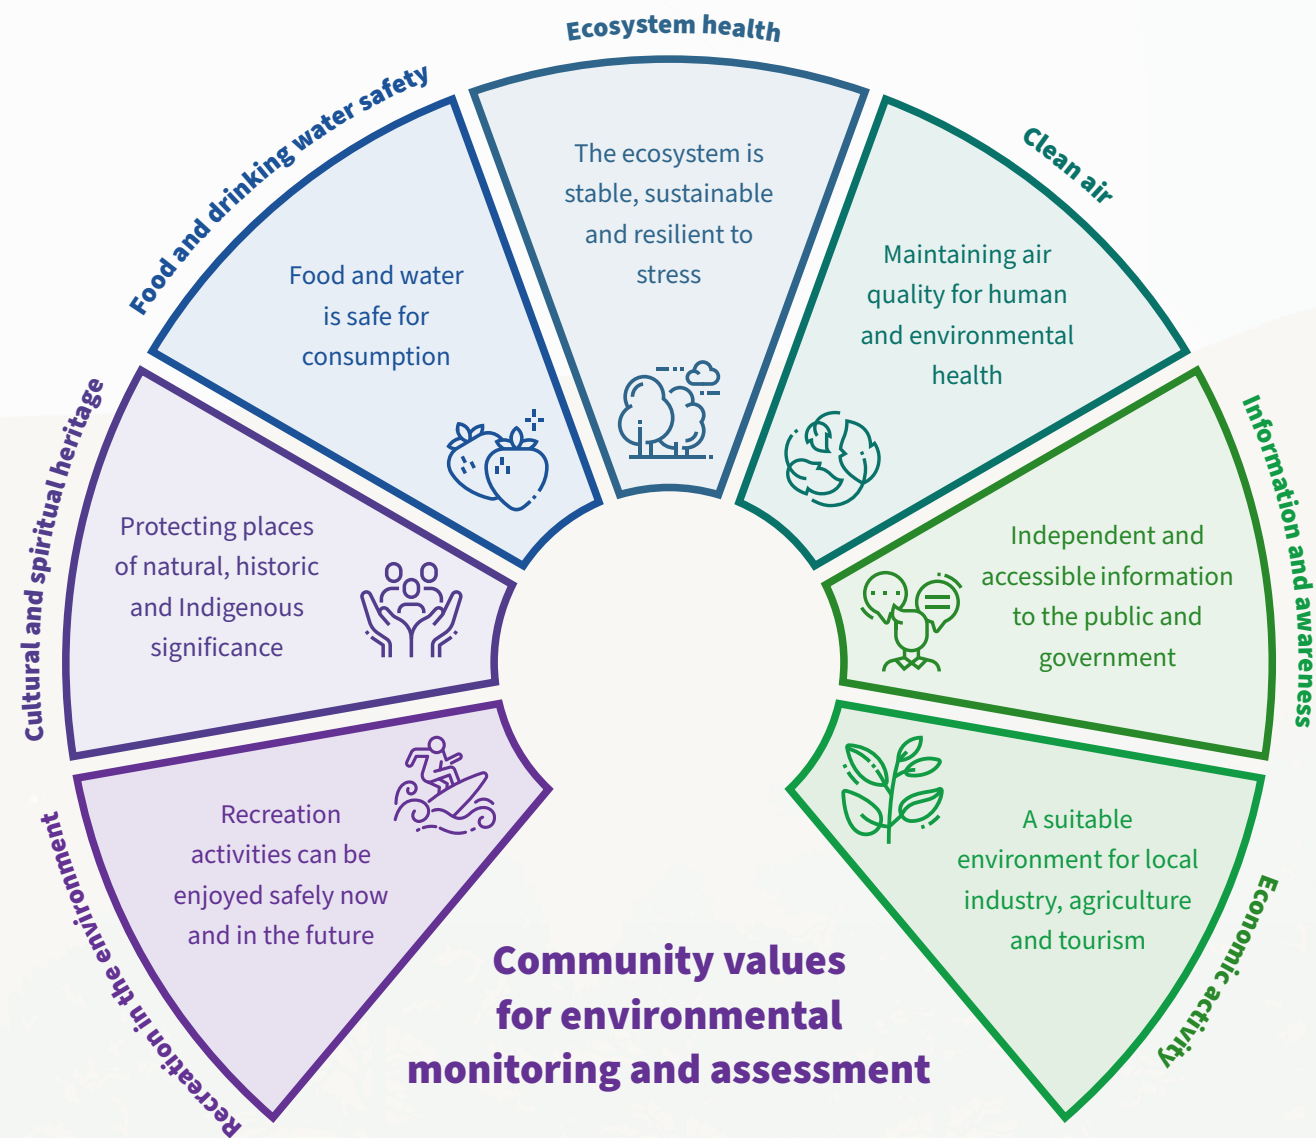 Ecosystem health
The ecosystem is
stable, sustainable
and resilient to
stress
Food and drinking water safety
Food and water
is safe for
consumption
Clean air
Maintaining air
quality for human
and environmental
health
Cultural and spiritual heritage
Protecting places
of natural, historic
and Indigenous
significance
Information and awareness
Independent and
accessible information
to the public and
government
Recreation in the environment
Recreation
activities can be
enjoyed safely now
and in the future
Economic activity
A suitable
environment for local
industry, agriculture
and tourism
Community values
for environmental
monitoring and assessment